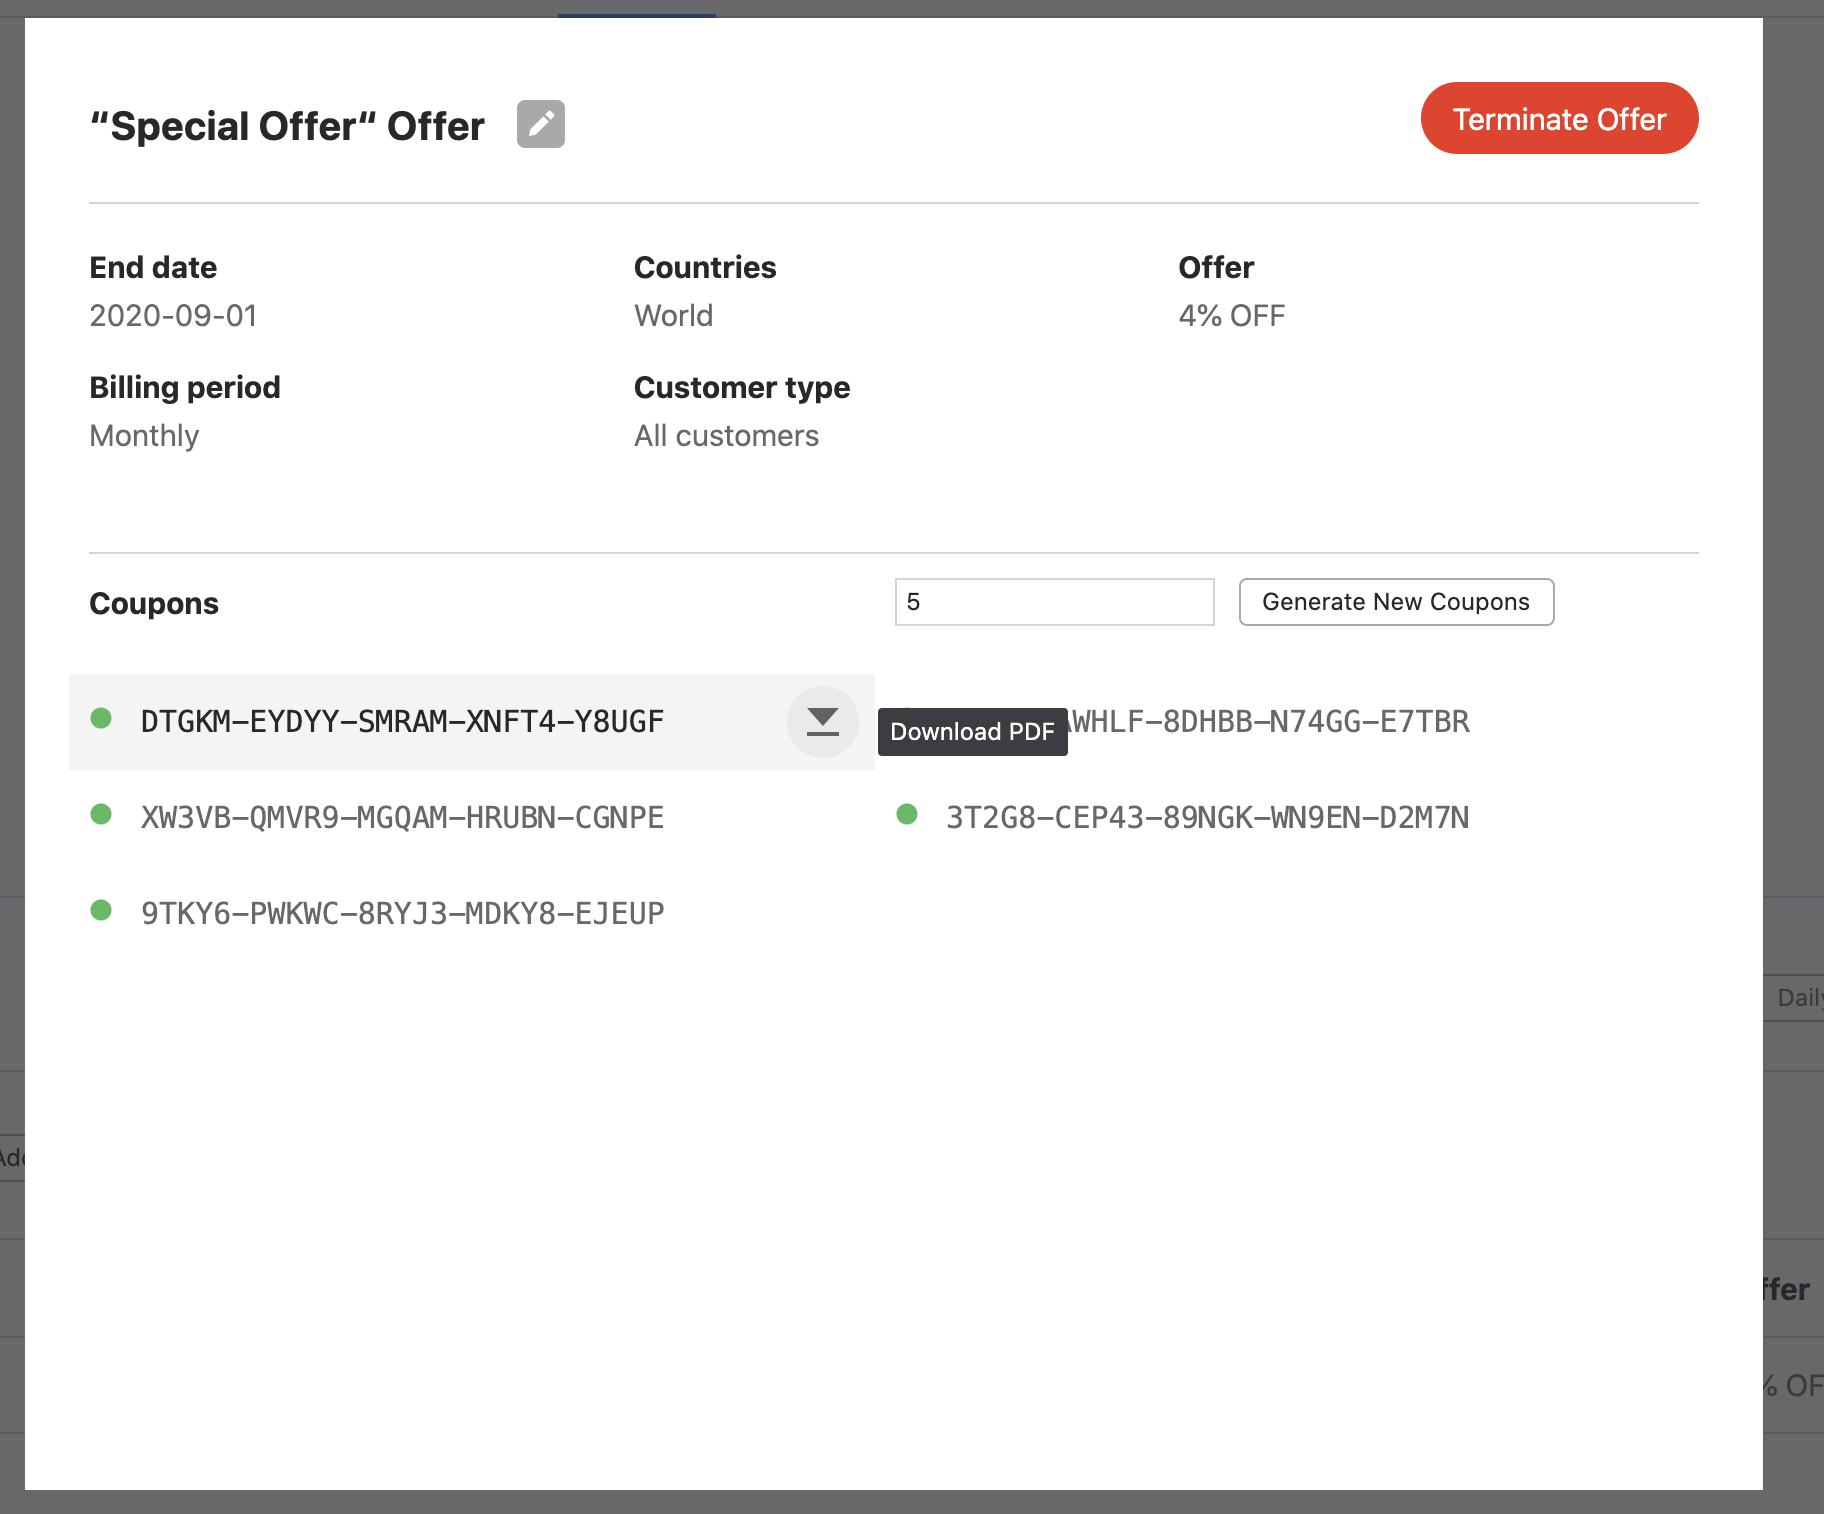 “Special Offer“ Offer
Terminate Offer
End date
Countries
Offer
2020-09-01
World
4% OFF
Billing period
Customer type
Monthly
All customers
Coupons
5
Generate New Coupons
DTGKM-EYDYY-SMRAM-XNFT4-Y8UGF
Download PDF
WHLF-8DHBB-N74GG-E7TBR
XW3VB-QMVR9-MGQAM-HRUBN-CGNPE
3T2G8-CEP43-89NGK-WN9EN-D2M7N
9TKY6-PWKWC-8RYJ3-MDKY8-EJEUP
Daily
ffer
% OF